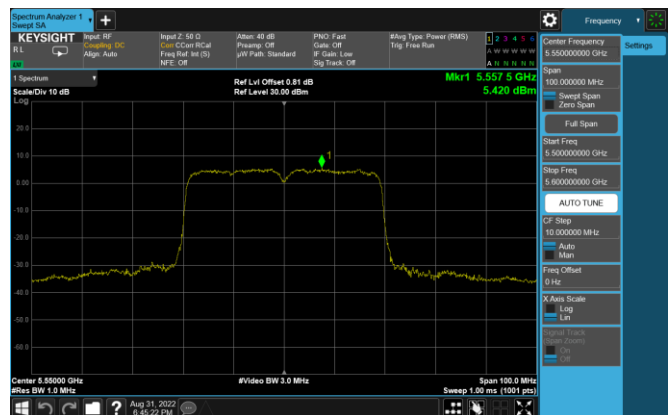 Spectrum Analyzer 1
Swept SA
+
Frequency
KEYSIGHT
RL
LW
Input: RF
Coupling: DC
Align: Auto
Input Z: 50 Ω
Corr CCorr RCal
Freq Ref: Int (S)
NFE: Off
Atten: 40 dB
Preamp: Off
µW Path: Standard
PNO: Fast
Gate: Off
IF Gain: Low
Sig Track: Off
#Avg Type: Power (RMS)
Trig: Free Run
1 2 3 4 5 6
A W W W W W
A N N N N N
1 Spectrum
Scale/Div 10 dB
Log
Ref Lvl Offset 0.81 dB
Ref Level 30.00 dBm
Mkr1 5.557 5 GHz
5.420 dBm
20.0
10.0
0.00
-10.0
-20.0
-30.0
-40.0
-50.0
-60.0
1
Center 5.55000 GHz
#Res BW 1.0 MHz
#Video BW 3.0 MHz
Span 100.0 MHz
Sweep 1.00 ms (1001 pts)
Center Frequency
5.550000000 GHz
Settings
Span
100.000000 MHz
Swept Span
Zero Span
Full Span
Start Freq
5.500000000 GHz
Stop Freq
5.600000000 GHz
AUTO TUNE
CF Step
10.000000 MHz
Auto
Man
Freq Offset
0 Hz
X Axis Scale
Log
Lin
Signal Track
(Span Zoom)
On
Off
?
Aug 31, 2022
6:45:22 PM